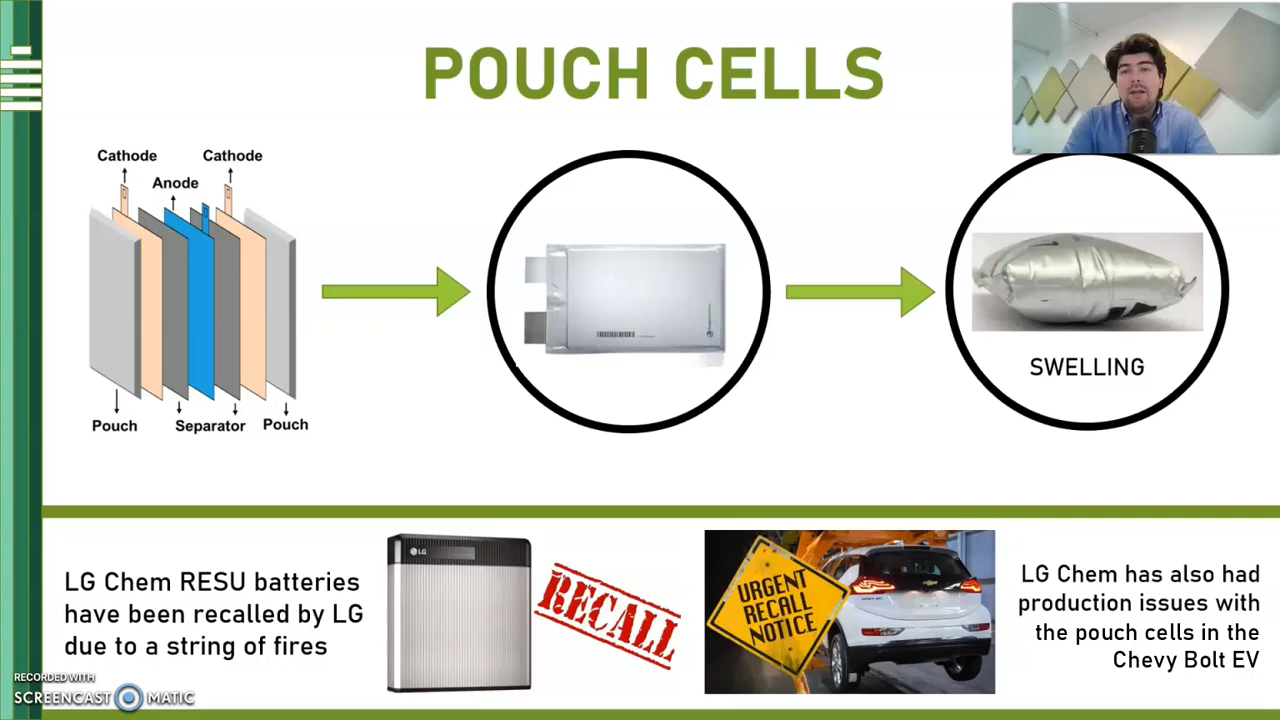 POUCH CELLS
Cathode
Cathode
Anode
Pouch
Separator
Pouch
SWELLING
LG Chem RESU batteries
have been recalled by LG
due to a string of fires
LG
RECALL
URGENT
RECALL
NOTICE
LG Chem has also had
production issues with
the pouch cells in the
Chevy Bolt EV
RECORDED WITH
SCREENCAST MATIC